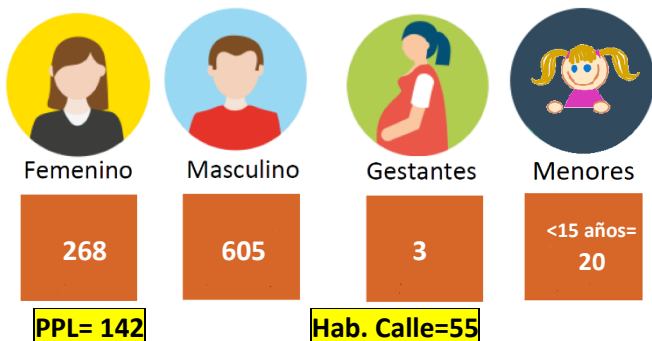 Femenino
Masculino
Gestantes
Menores
268
605
3
<15 años=
20
PPL= 142
Hab. Calle=55